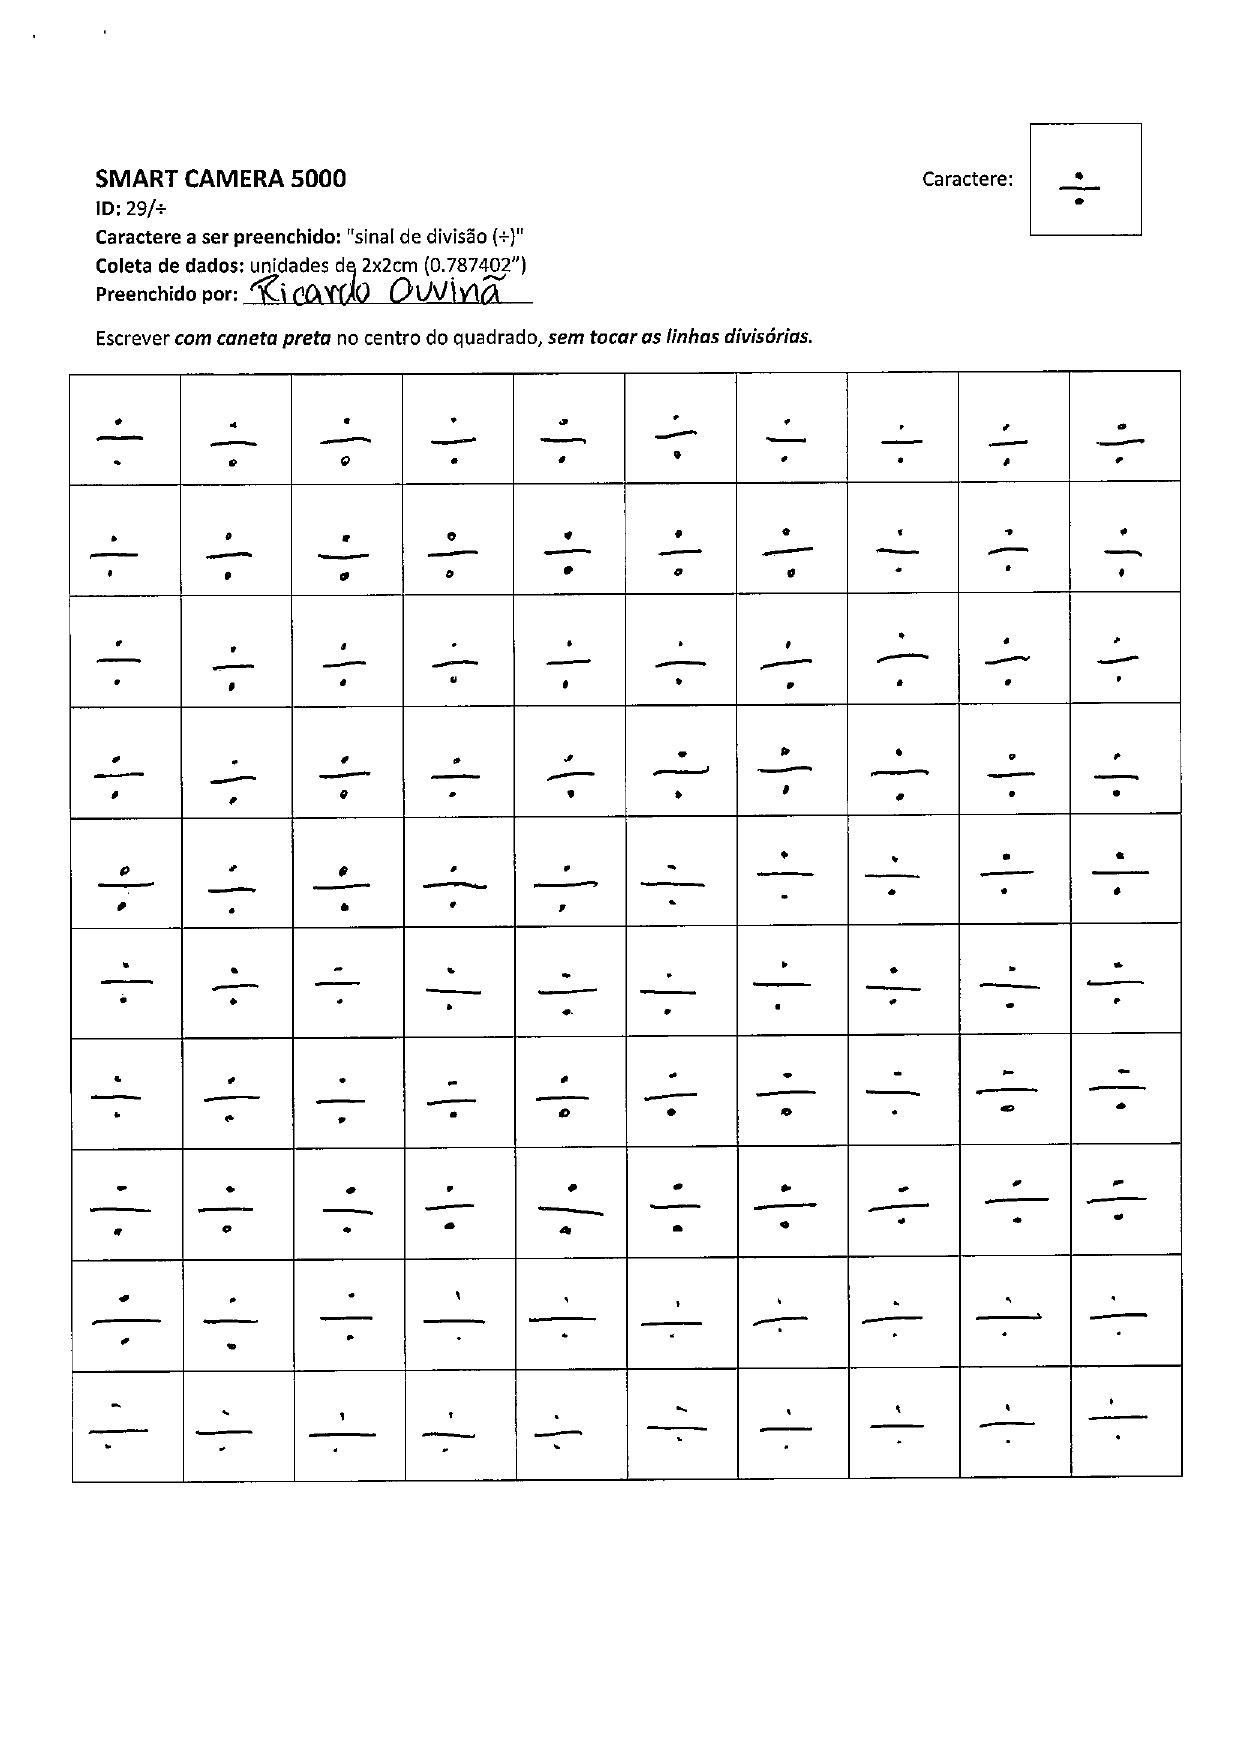 SMART CAMERA 5000
Caractere: ÷
ID: 29/÷
Caractere a ser preenchido: "sinal de divisão (÷)"
Coleta de dados: unidades de 2x2cm (0.787402")
Preenchido por: Ricardo Ouvinã
Escrever com caneta preta no centro do quadrado, sem tocar as linhas divisórias.
÷ ÷ ÷ ÷ ÷ ÷ ÷ ÷ ÷ ÷
÷ ÷ ÷ ÷ ÷ ÷ ÷ ÷ ÷ ÷
÷ ÷ ÷ ÷ ÷ ÷ ÷ ÷ ÷ ÷
÷ ÷ ÷ ÷ ÷ ÷ ÷ ÷ ÷ ÷
÷ ÷ ÷ ÷ ÷ ÷ ÷ ÷ ÷ ÷
÷ ÷ ÷ ÷ ÷ ÷ ÷ ÷ ÷ ÷
÷ ÷ ÷ ÷ ÷ ÷ ÷ ÷ ÷ ÷
÷ ÷ ÷ ÷ ÷ ÷ ÷ ÷ ÷ ÷
÷ ÷ ÷ ÷ ÷ ÷ ÷ ÷ ÷ ÷
÷ ÷ ÷ ÷ ÷ ÷ ÷ ÷ ÷ ÷